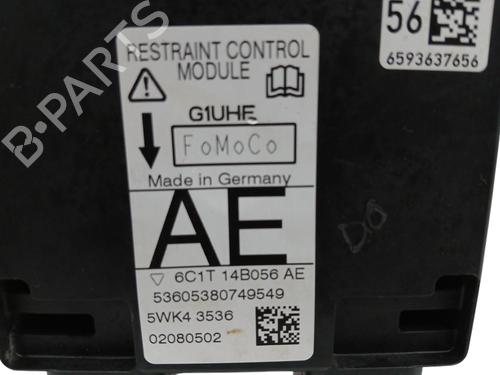 RESTRAINT CONTROL
MODULE
G1UHE
FoMoCo
Made in Germany
AE
6C1T 14B056 AE
53605380749549
5WK4 3536
02080502
56
6593637656
DO
B-Parts